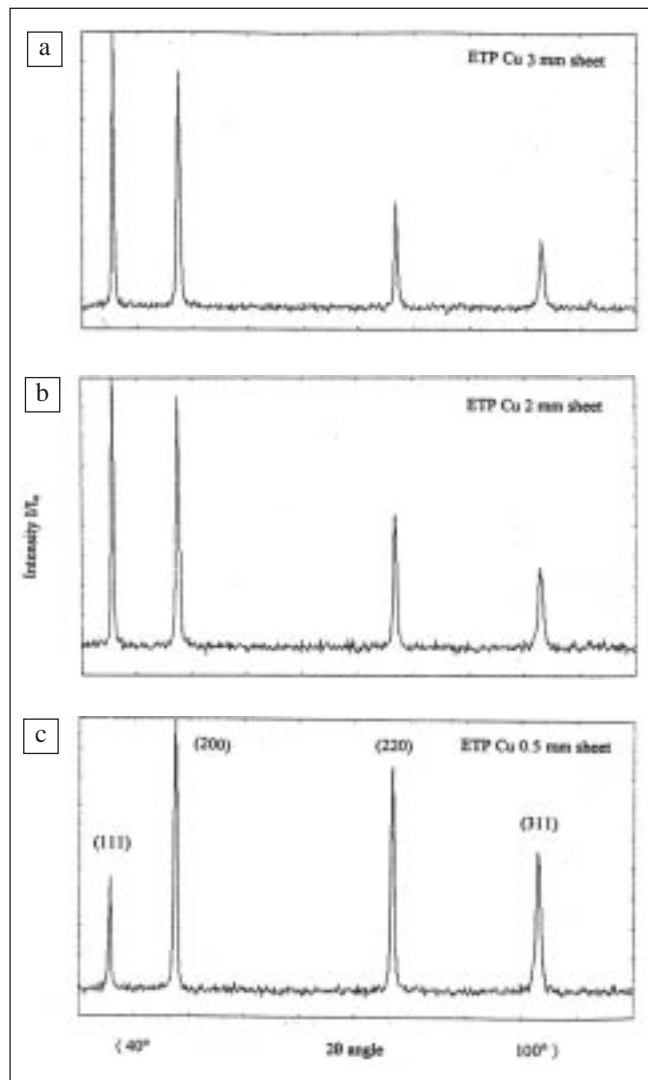 a
ETP Cu 3 mm sheet
b
ETP Cu 2 mm sheet
Intensity I/Iₒ
c
(200)
(220)
ETP Cu 0.5 mm sheet
(111)
(311)
( 40°
2θ angle
100° )